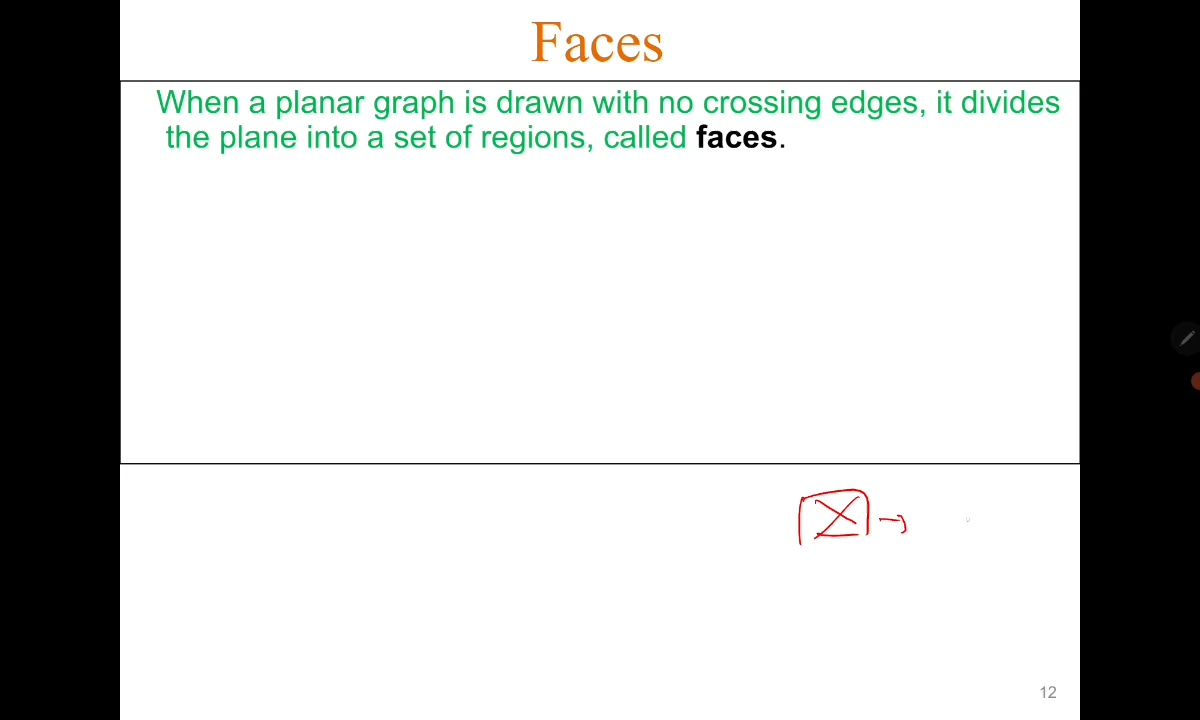 Faces
When a planar graph is drawn with no crossing edges, it divides
the plane into a set of regions, called faces.
12